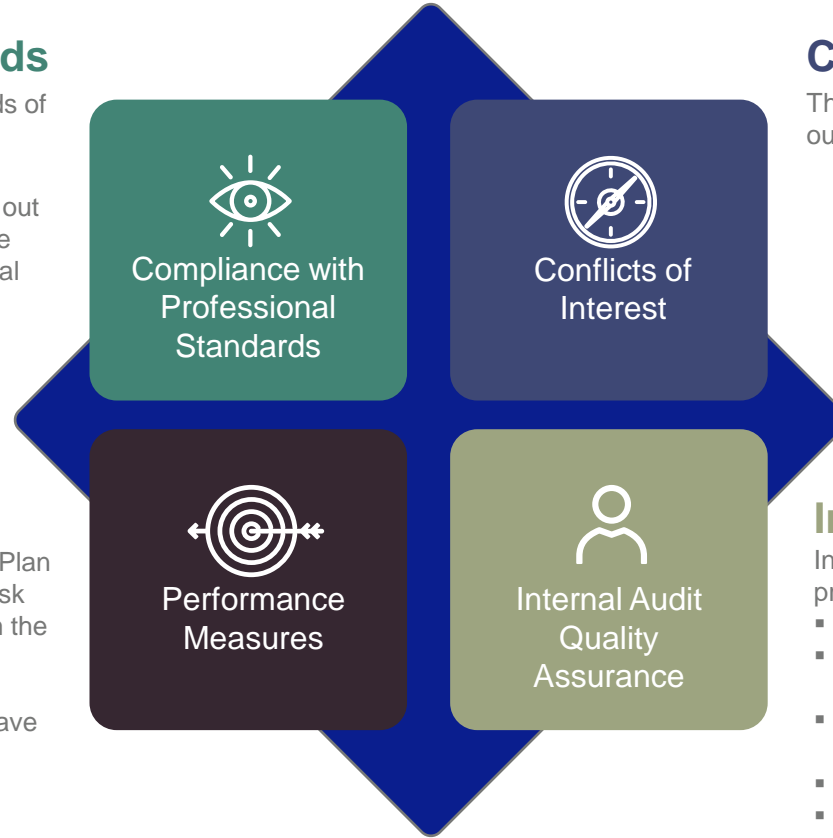 ds
ds of
out
e
al
Compliance with
Professional
Standards
C
Th
ou
Conflicts of
Interest
Plan
sk
n the
ave
Performance
Measures
Internal Audit
Quality
Assurance
In
In
pr